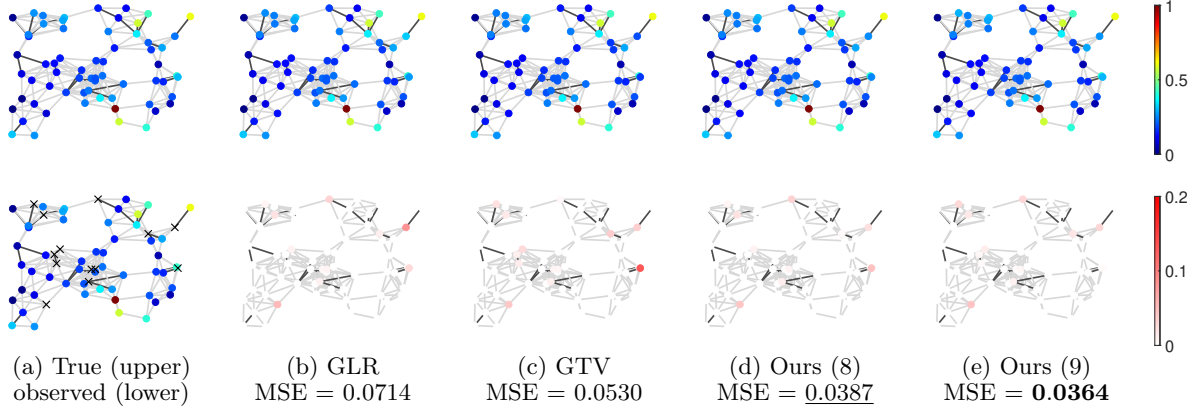 1
0.5
0
0.2
0.1
0
(a) True (upper)
observed (lower)
(b) GLR
MSE = 0.0714
(c) GTV
MSE = 0.0530
(d) Ours (8)
MSE = 0.0387
(e) Ours (9)
MSE = 0.0364